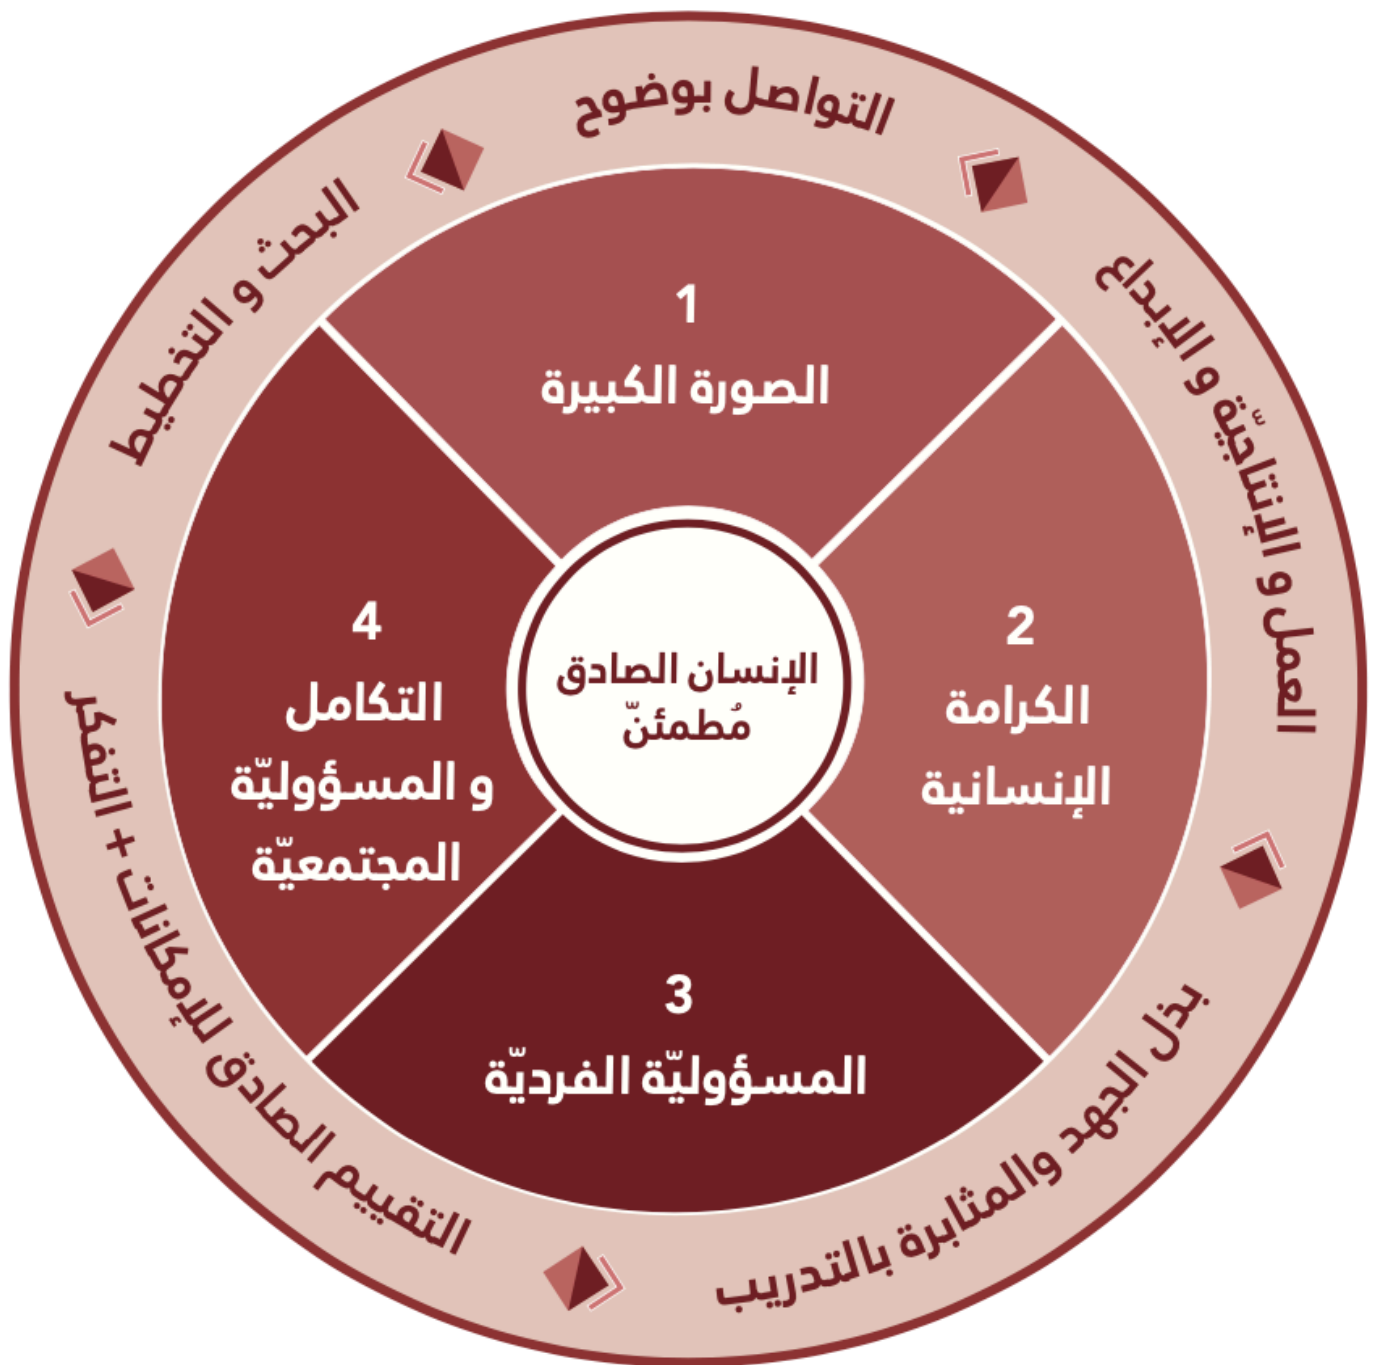 التواصل بوضوح
العمل و الإنتاجيّة و الإبداع
بذل الجهد والمثابرة بالتدريب
التقييم الصادق للإمكانات + التفكر
البحث و التخطيط
1
الصورة الكبيرة
2
الكرامة
الإنسانية
3
المسؤوليّة الفرديّة
4
التكامل
و المسؤوليّة
المجتمعيّة
الإنسان الصادق
مُطمئنّ